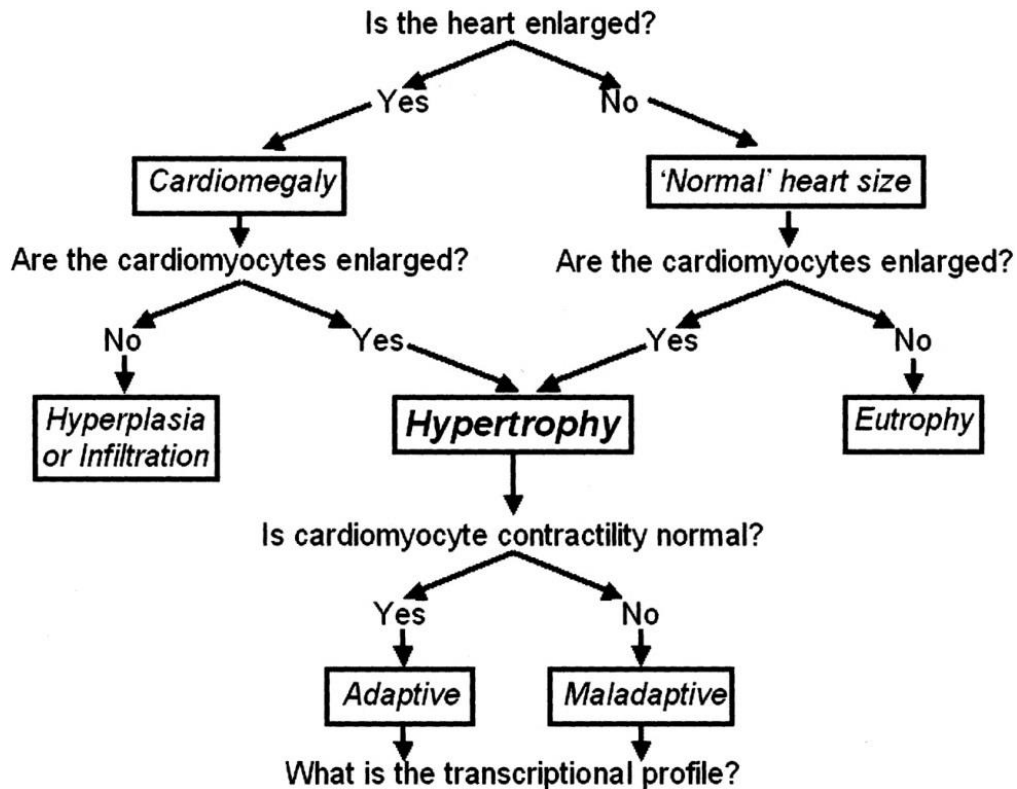 Is the heart enlarged?
Yes
No
Cardiomegaly
'Normal' heart size
Are the cardiomyocytes enlarged?
Are the cardiomyocytes enlarged?
No
Yes
Yes
No
Hyperplasia
or Infiltration
Hypertrophy
Eutrophy
Is cardiomyocyte contractility normal?
Yes
No
Adaptive
Maladaptive
What is the transcriptional profile?